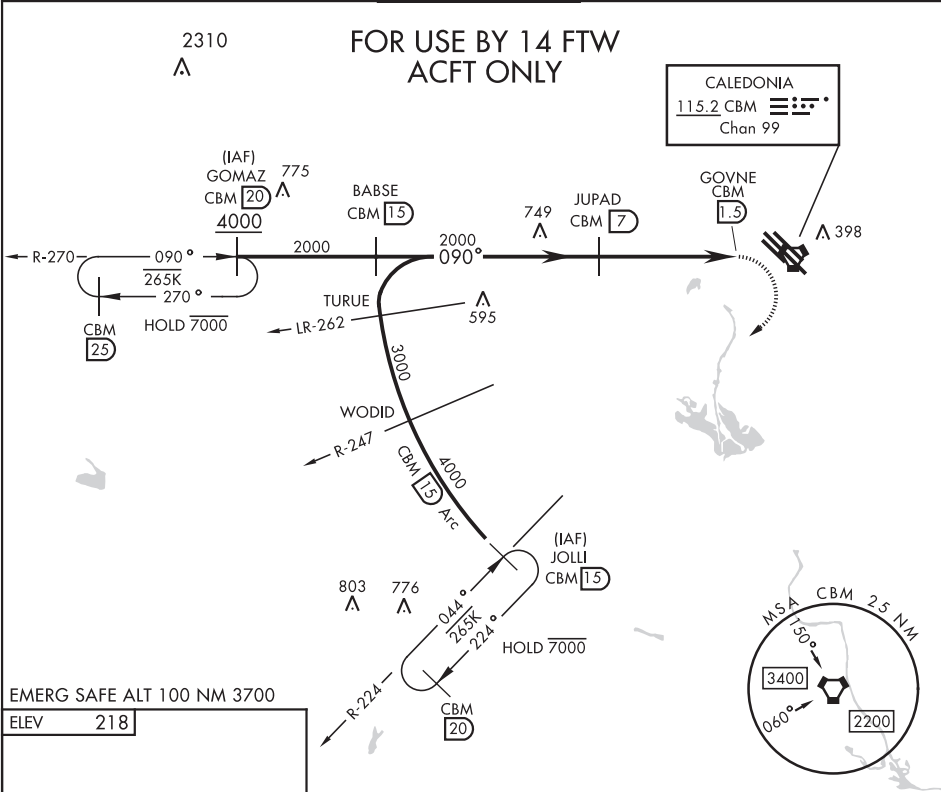 2310
FOR USE BY 14 FTW
ACFT ONLY
CALEDONIA
115.2 CBM
Chan 99
(IAF)
GOMAZ
CBM 20
4000
775
BABSE
CBM 15
749
JUPAD
CBM 7
GOVNE
CBM
1.5
398
R-270
090°
265K
270°
2000
2000
090°
CBM
25
HOLD 7000
TURUE
LR-262
595
3000
WODID
R-247
CBM 15 Arc
4000
(IAF)
JOLLI
CBM 15
803
776
044°
265K
224°
HOLD 7000
R-224
CBM
20
MSA CBM 25 NM
150°
3400
060°
2200
EMERG SAFE ALT 100 NM 3700
ELEV 218